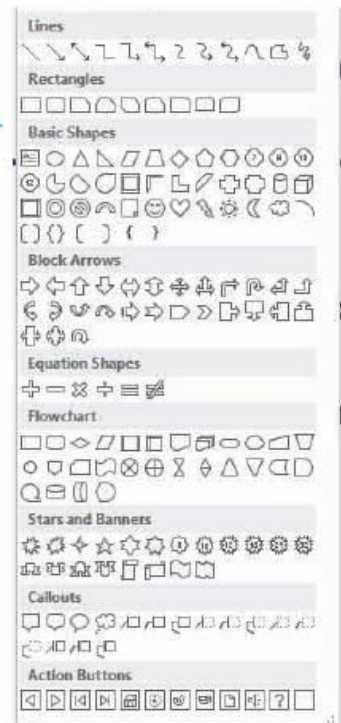 Lines
Rectangles
Basic Shapes
Block Arrows
Equation Shapes
Flowchart
Stars and Banners
Callouts
Action Buttons
?